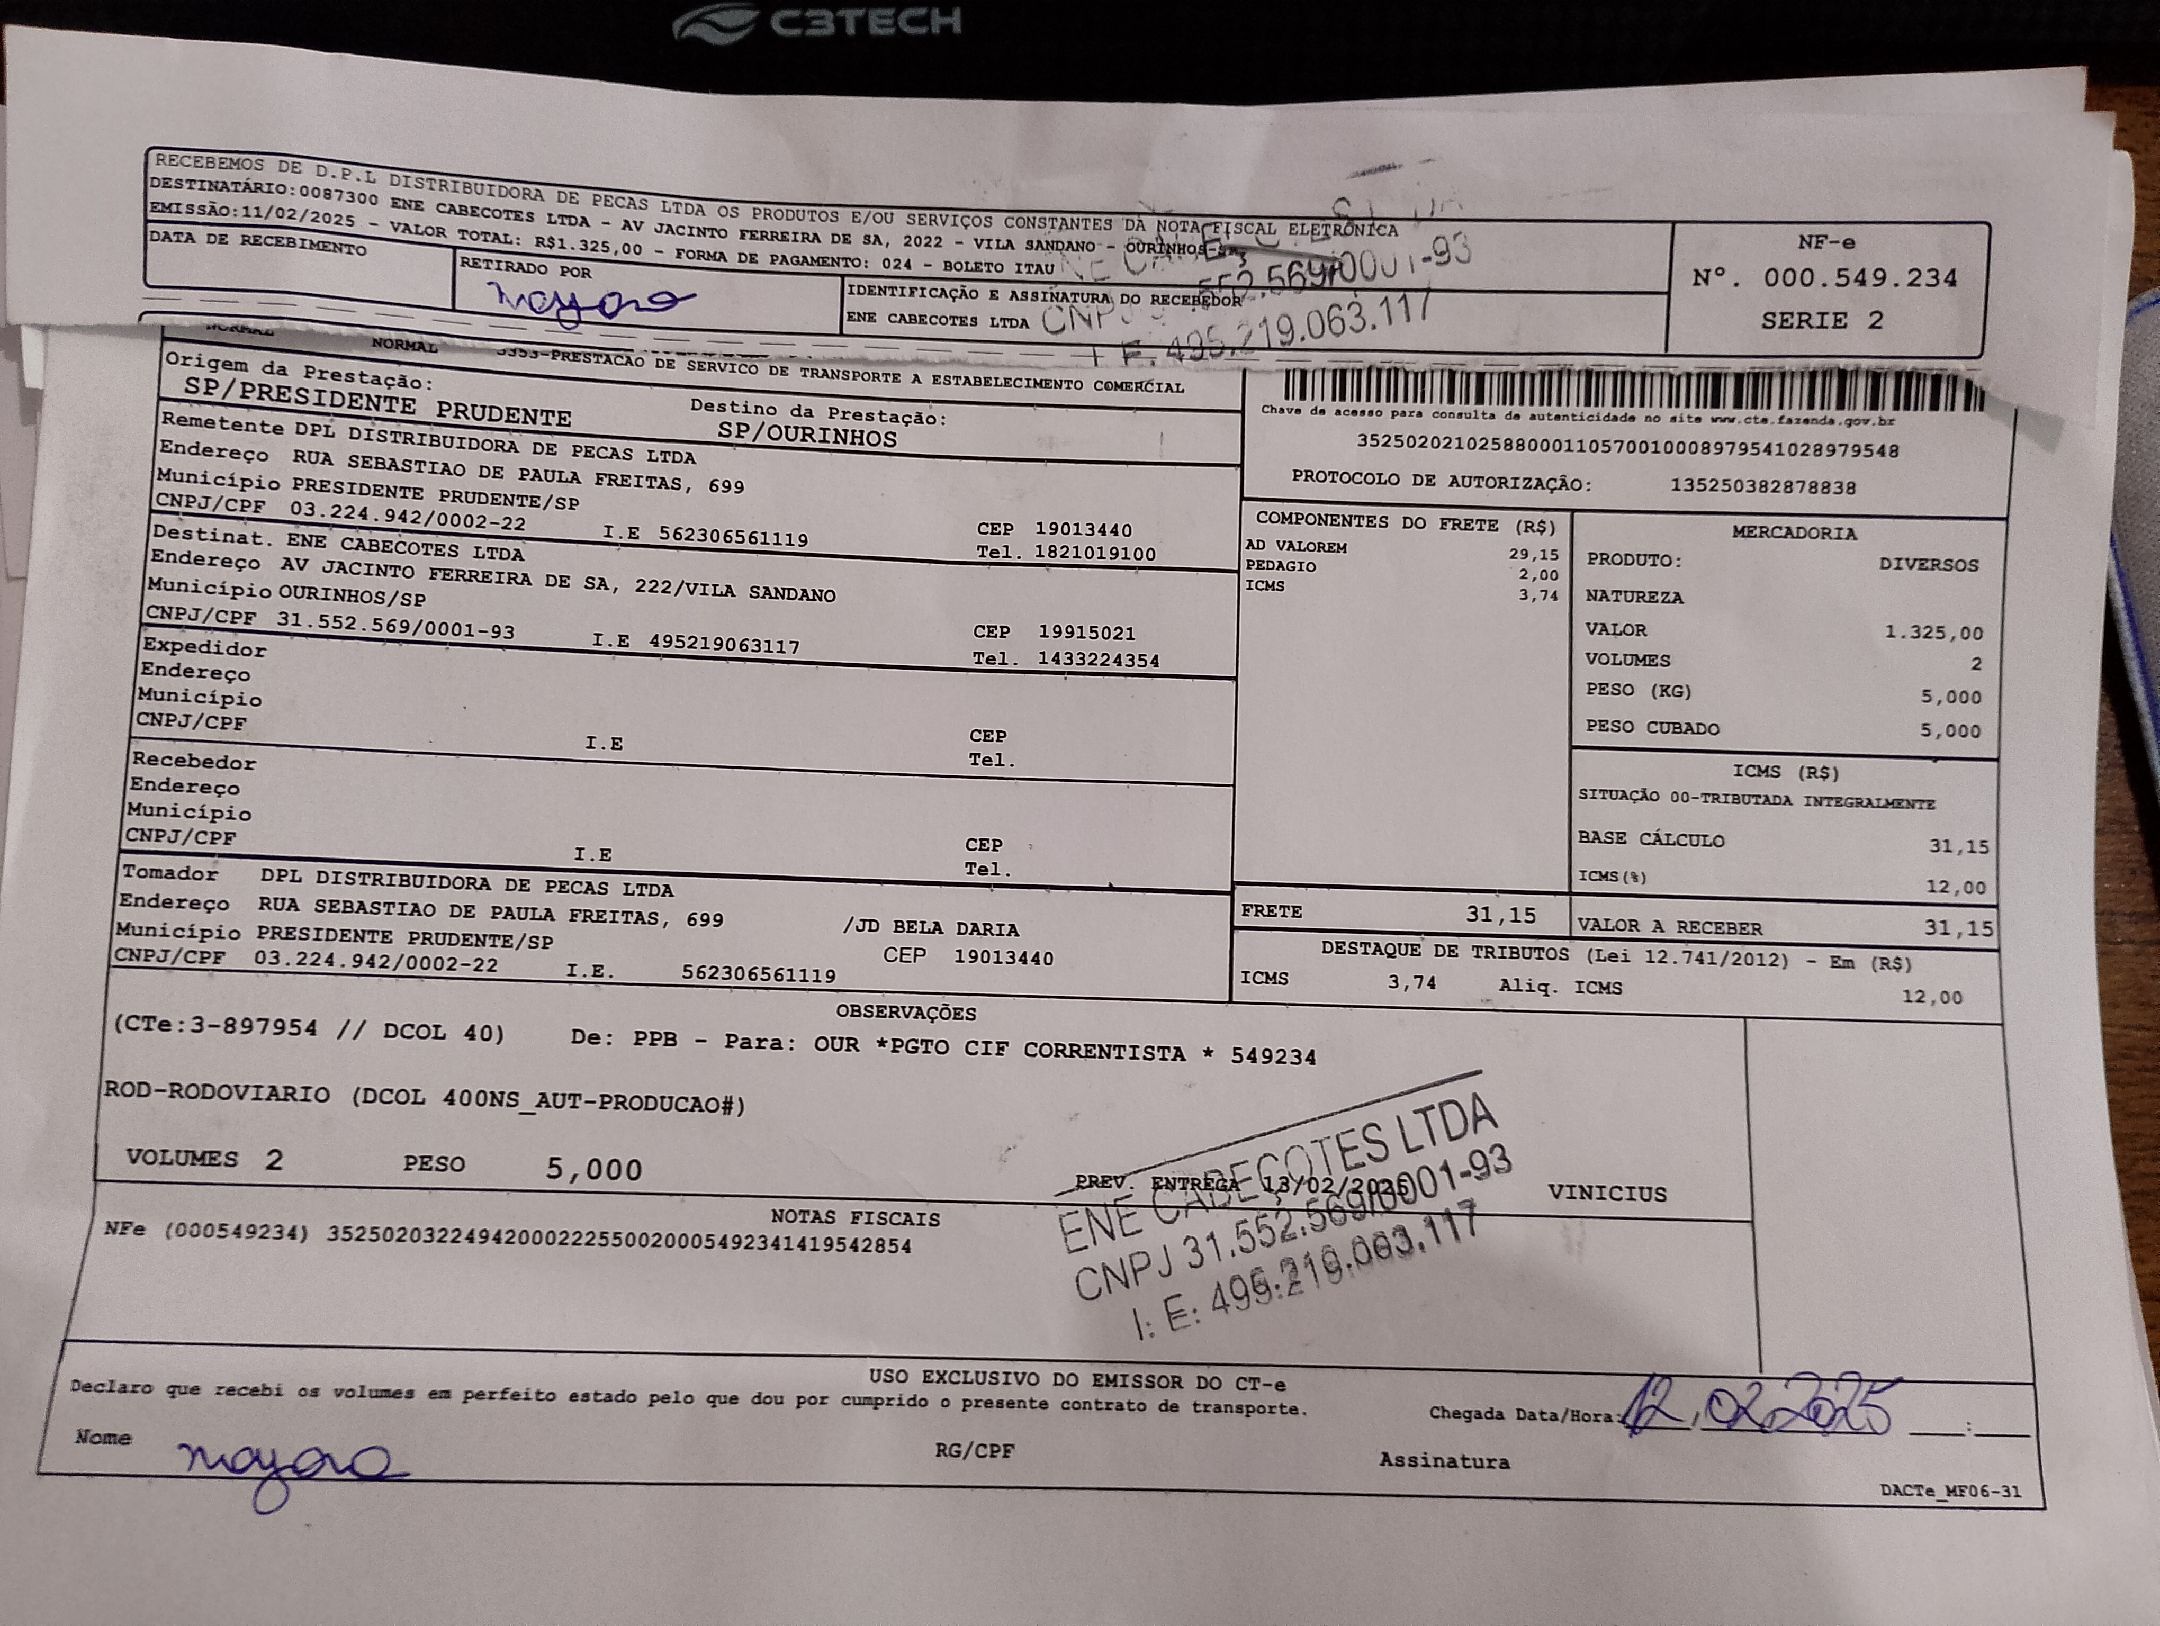 C3TECH
RECEBEMOS DE D.P.L DISTRIBUIDORA DE PECAS LTDA OS PRODUTOS E/OU SERVIÇOS CONSTANTES DA NOTA FISCAL ELETRÔNICA
DESTINATÁRIO:0087300 ENE CABECOTES LTDA - AV JACINTO FERREIRA DE SA, 2022 - VILA SANDANO - OURINHOS-
EMISSÃO:11/02/2025 - VALOR TOTAL: R$1.325,00 - FORMA DE PAGAMENTO: 024 - BOLETO ITAU
DATA DE RECEBIMENTO
RETIRADO POR
Mayara
IDENTIFICAÇÃO E ASSINATURA DO RECEBEDOR
ENE CABECOTES LTDA
CNPJ 552.569/0001-93
I E. 495.219.063.117
NF-e
Nº. 000.549.234
SERIE 2
NORMAL NORMAL 5353-PRESTACAO DE SERVICO DE TRANSPORTE A ESTABELECIMENTO COMERCIAL
Origem da Prestação:
SP/PRESIDENTE PRUDENTE
Destino da Prestação:
SP/OURINHOS
Chave de acesso para consulta de autenticidade no site www.cte.fazenda.gov.br
35250202102588000110570010008979541028979548
PROTOCOLO DE AUTORIZAÇÃO: 135250382878838
Remetente DPL DISTRIBUIDORA DE PECAS LTDA
Endereço RUA SEBASTIAO DE PAULA FREITAS, 699
Município PRESIDENTE PRUDENTE/SP
CNPJ/CPF 03.224.942/0002-22 I.E 562306561119
CEP 19013440
Tel. 1821019100
Destinat. ENE CABECOTES LTDA
Endereço AV JACINTO FERREIRA DE SA, 222/VILA SANDANO
Município OURINHOS/SP
CNPJ/CPF 31.552.569/0001-93 I.E 495219063117
CEP 19915021
Tel. 1433224354
Expedidor
Endereço
Município
CNPJ/CPF I.E
CEP
Tel.
Recebedor
Endereço
Município
CNPJ/CPF I.E
CEP
Tel.
Tomador DPL DISTRIBUIDORA DE PECAS LTDA
Endereço RUA SEBASTIAO DE PAULA FREITAS, 699 /JD BELA DARIA
Município PRESIDENTE PRUDENTE/SP CEP 19013440
CNPJ/CPF 03.224.942/0002-22 I.E. 562306561119
COMPONENTES DO FRETE (R$)
AD VALOREM 29,15
PEDAGIO 2,00
ICMS 3,74
MERCADORIA
PRODUTO: DIVERSOS
NATUREZA
VALOR 1.325,00
VOLUMES 2
PESO (KG) 5,000
PESO CUBADO 5,000
ICMS (R$)
SITUAÇÃO 00-TRIBUTADA INTEGRALMENTE
BASE CÁLCULO 31,15
ICMS(%) 12,00
FRETE 31,15
VALOR A RECEBER 31,15
DESTAQUE DE TRIBUTOS (Lei 12.741/2012) - Em (R$)
ICMS 3,74 Aliq. ICMS 12,00
OBSERVAÇÕES
(CTe:3-897954 // DCOL 40) De: PPB - Para: OUR *PGTO CIF CORRENTISTA * 549234
ROD-RODOVIARIO (DCOL 400NS_AUT-PRODUCAO#)
VOLUMES 2 PESO 5,000
PREV. ENTREGA 13/02/2025 VINICIUS
ENE CABEÇOTES LTDA
CNPJ 31.552.569/0001-93
I: E: 495.219.063.117
NOTAS FISCAIS
NFe (000549234) 35250203224942000222550020005492341419542854
USO EXCLUSIVO DO EMISSOR DO CT-e
Declaro que recebi os volumes em perfeito estado pelo que dou por cumprido o presente contrato de transporte.
Chegada Data/Hora: 12.02.2025 ___:___
Nome Mayara
RG/CPF
Assinatura
DACTe_MF06-31